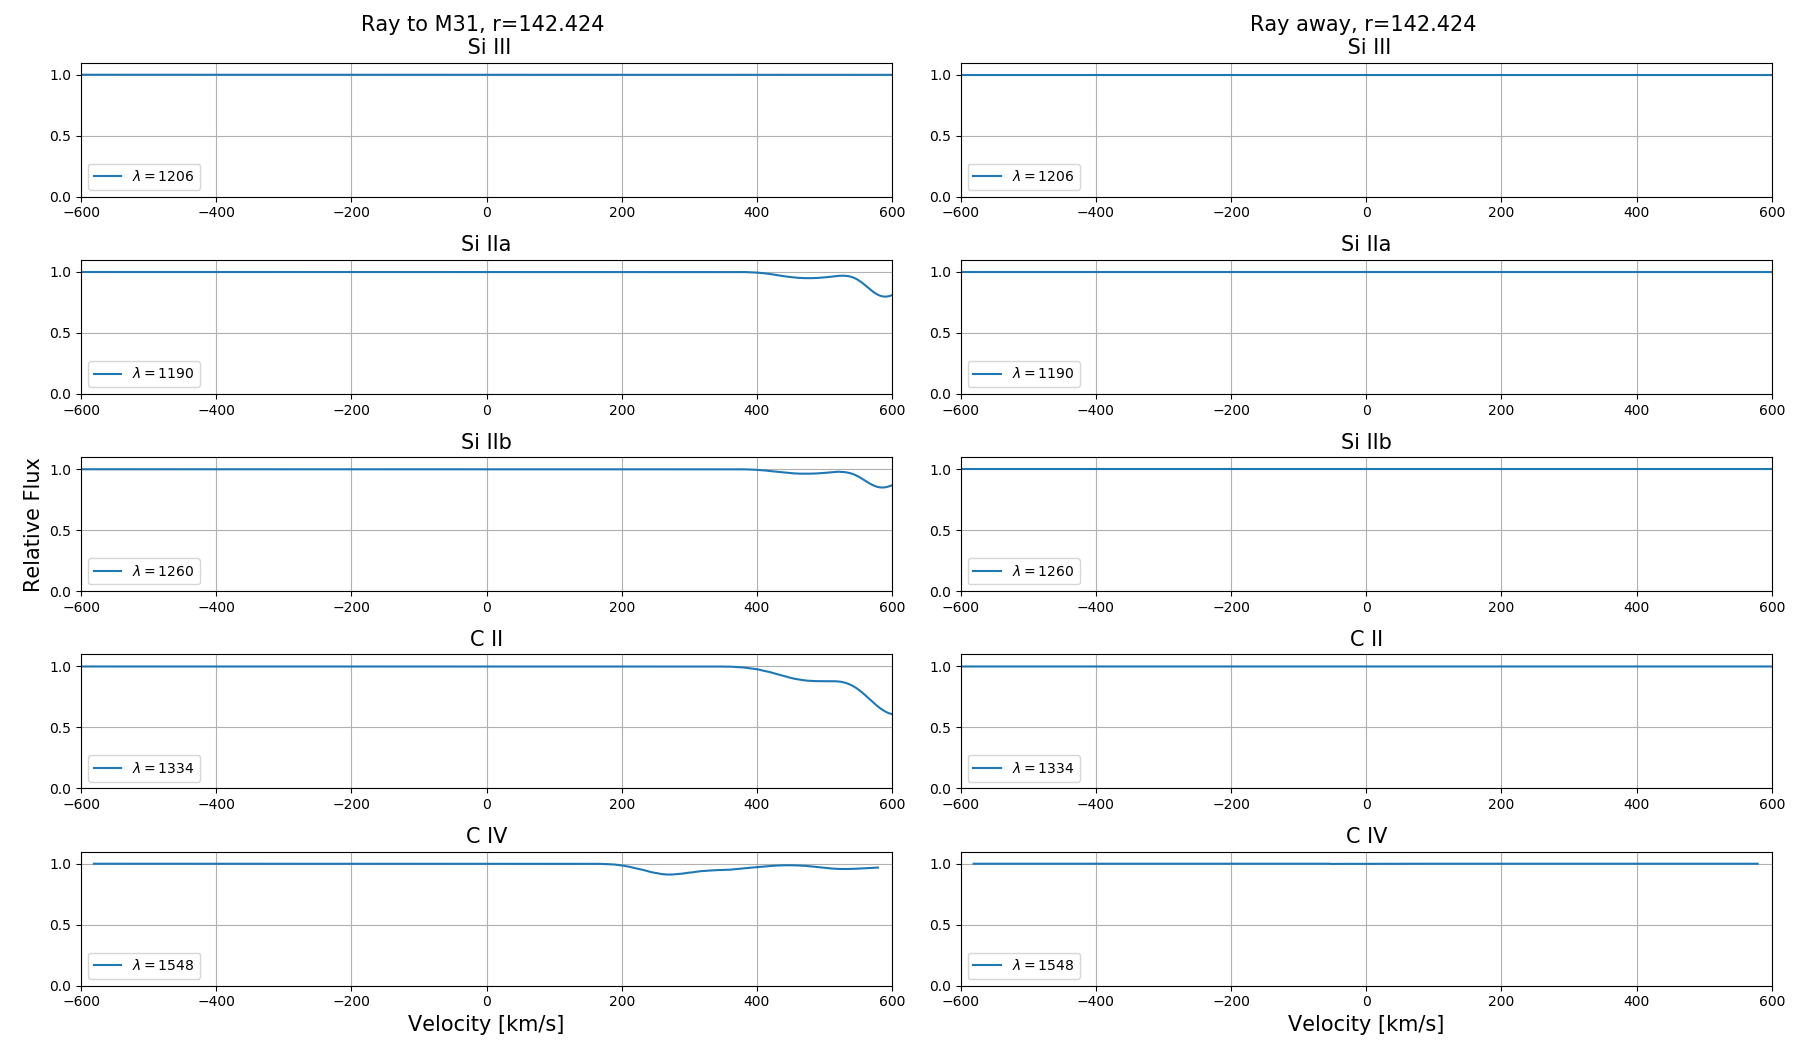 Ray to M31, r=142.424
Si III
1.0
0.5
0.0
λ = 1206
−600 −400 −200 0 200 400 600
Si IIa
1.0
0.5
0.0
λ = 1190
−600 −400 −200 0 200 400 600
Si IIb
1.0
0.5
0.0
λ = 1260
−600 −400 −200 0 200 400 600
Relative Flux
C II
1.0
0.5
0.0
λ = 1334
−600 −400 −200 0 200 400 600
C IV
1.0
0.5
0.0
λ = 1548
−600 −400 −200 0 200 400 600
Velocity [km/s]
Ray away, r=142.424
Si III
1.0
0.5
0.0
λ = 1206
−600 −400 −200 0 200 400 600
Si IIa
1.0
0.5
0.0
λ = 1190
−600 −400 −200 0 200 400 600
Si IIb
1.0
0.5
0.0
λ = 1260
−600 −400 −200 0 200 400 600
C II
1.0
0.5
0.0
λ = 1334
−600 −400 −200 0 200 400 600
C IV
1.0
0.5
0.0
λ = 1548
−600 −400 −200 0 200 400 600
Velocity [km/s]